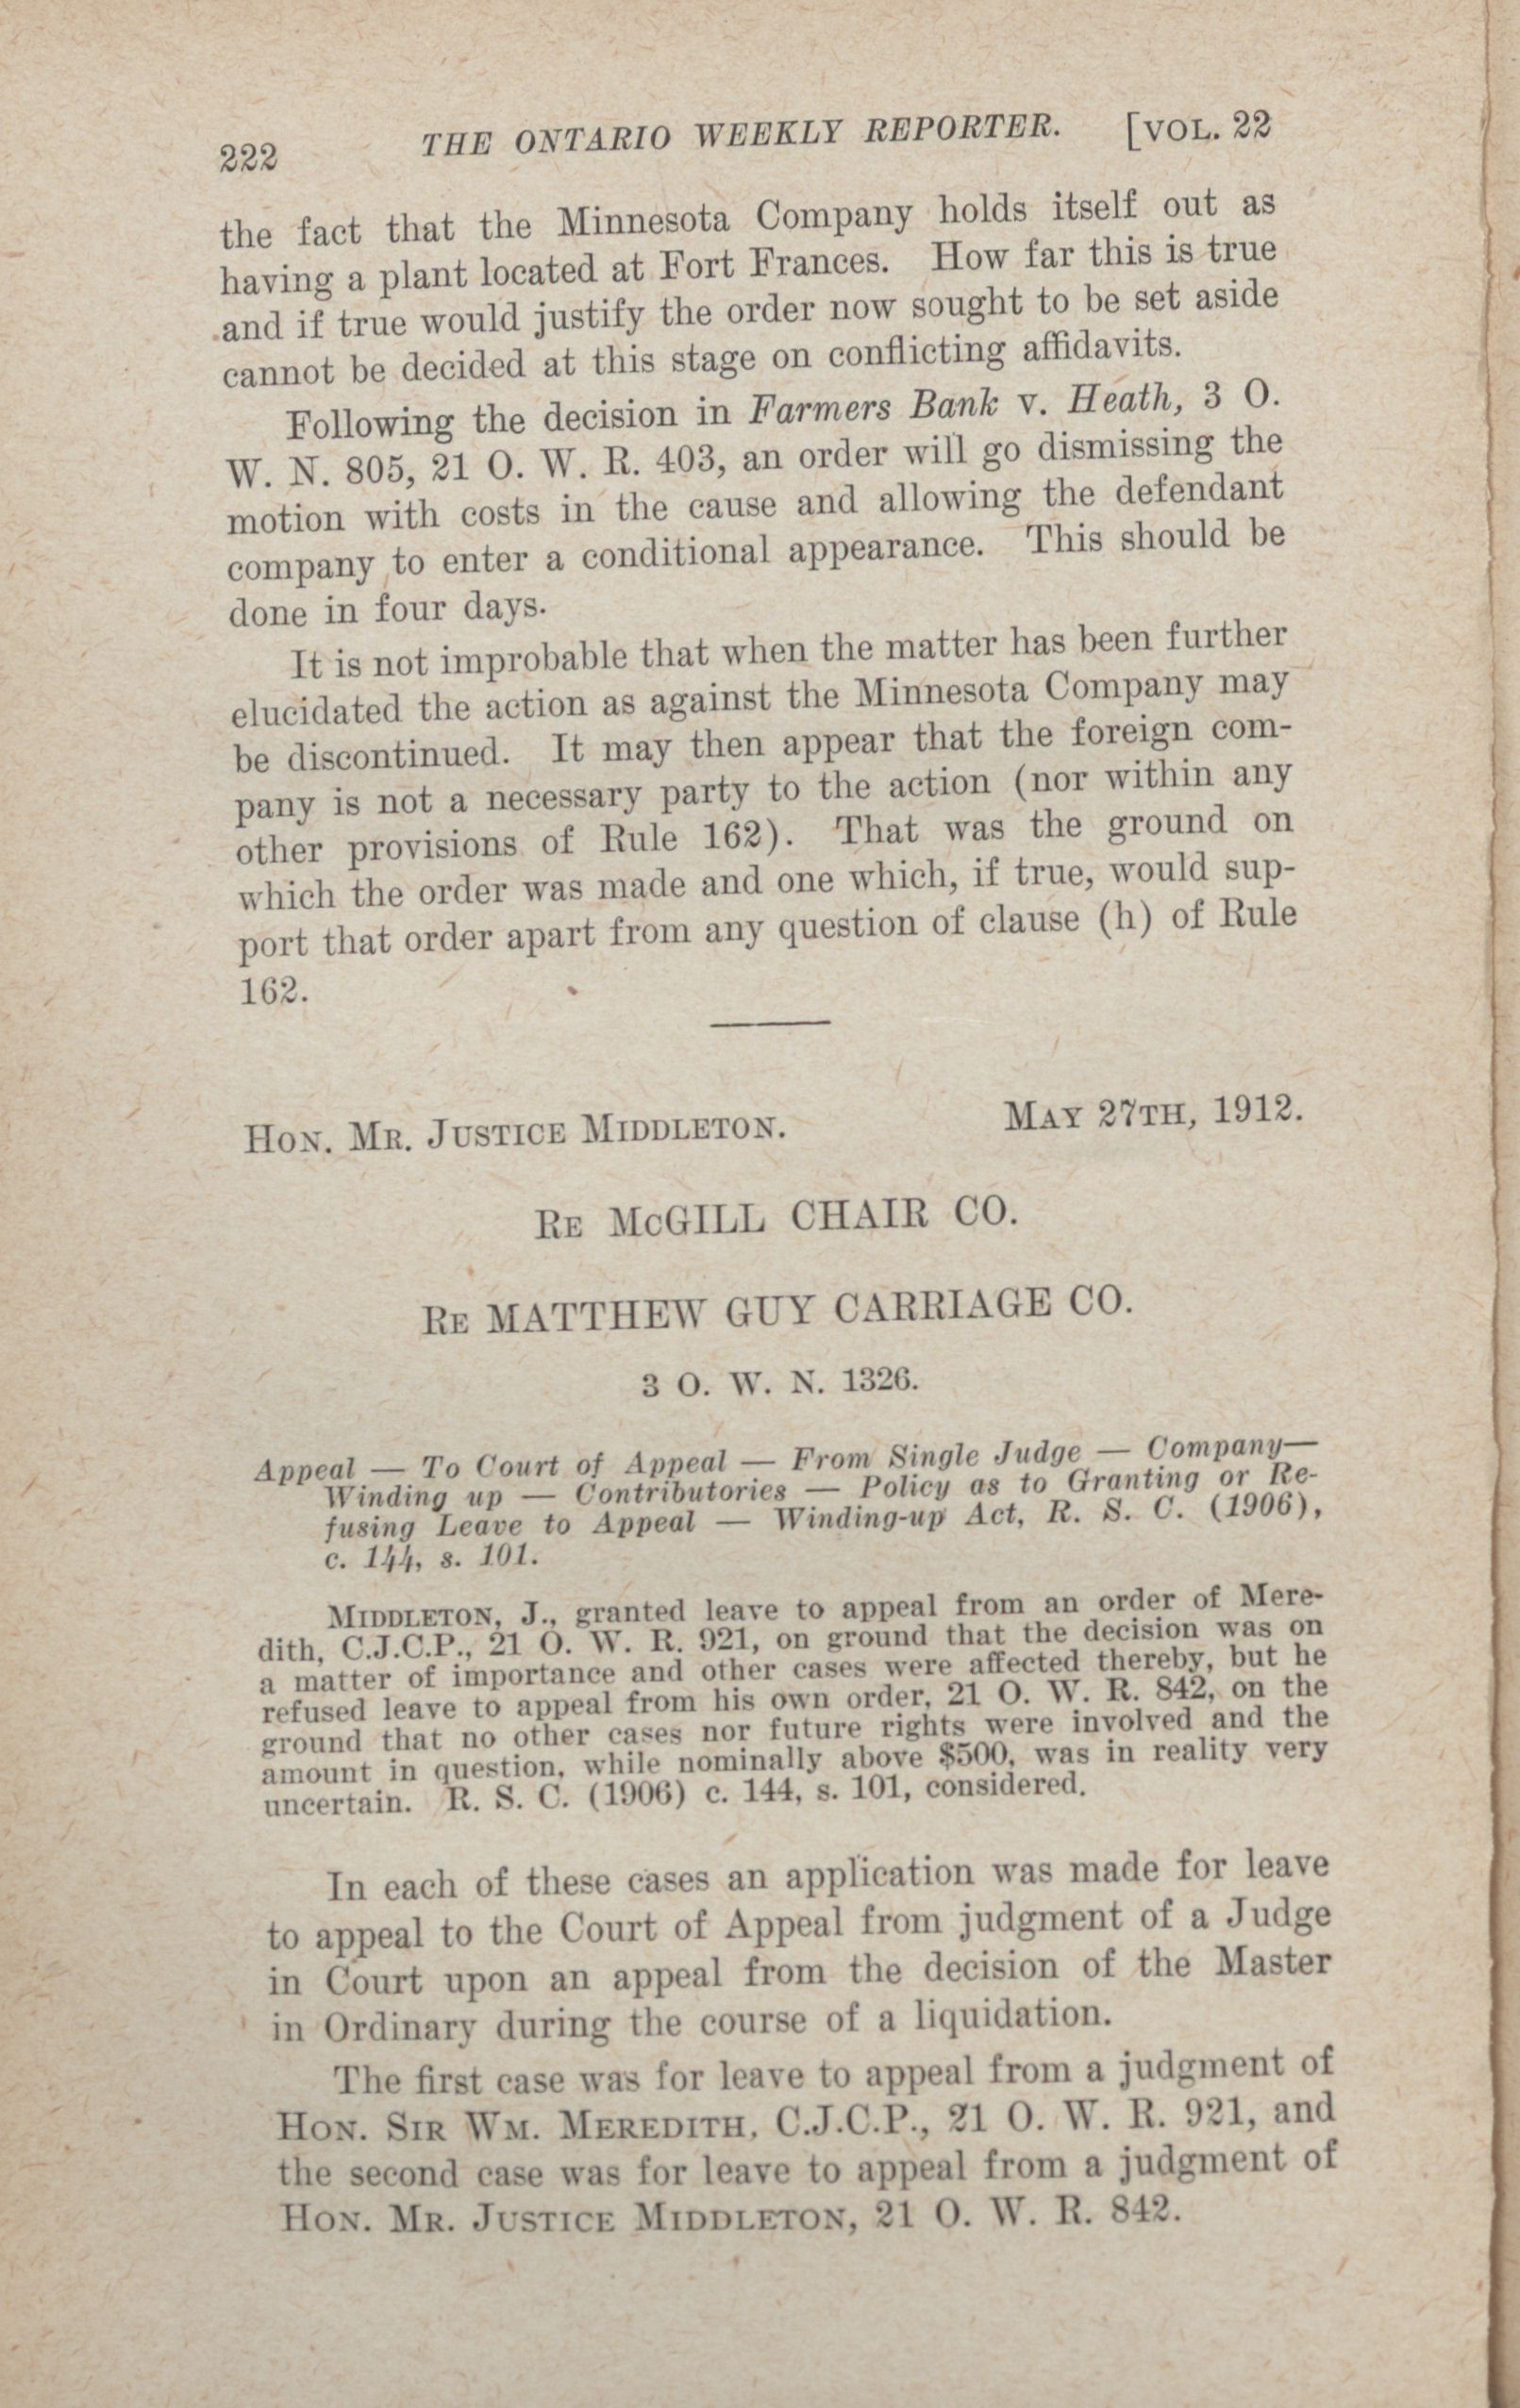 222 THE ONTARIO WEEKLY REPORTER. [VOL. 22
the fact that the Minnesota Company holds itself out as
having a plant located at Fort Frances. How far this is true
and if true would justify the order now sought to be set aside
cannot be decided at this stage on conflicting affidavits.
Following the decision in Farmers Bank v. Heath, 3 O.
W. N. 805, 21 O. W. R. 403, an order will go dismissing the
motion with costs in the cause and allowing the defendant
company to enter a conditional appearance. This should be
done in four days.
It is not improbable that when the matter has been further
elucidated the action as against the Minnesota Company may
be discontinued. It may then appear that the foreign com-
pany is not a necessary party to the action (nor within any
other provisions of Rule 162). That was the ground on
which the order was made and one which, if true, would sup-
port that order apart from any question of clause (h) of Rule
162.
HON. MR. JUSTICE MIDDLETON. MAY 27TH, 1912.
RE McGILL CHAIR CO.
RE MATTHEW GUY CARRIAGE CO.
3 O. W. N. 1326.
Appeal — To Court of Appeal — From Single Judge — Company—
Winding up — Contributories — Policy as to Granting or Re-
fusing Leave to Appeal — Winding-up Act, R. S. C. (1906),
c. 144, s. 101.
MIDDLETON, J., granted leave to appeal from an order of Mere-
dith, C.J.C.P., 21 O. W. R. 921, on ground that the decision was on
a matter of importance and other cases were affected thereby, but he
refused leave to appeal from his own order, 21 O. W. R. 842, on the
ground that no other cases nor future rights were involved and the
amount in question, while nominally above $500, was in reality very
uncertain. R. S. C. (1906) c. 144, s. 101, considered.
In each of these cases an application was made for leave
to appeal to the Court of Appeal from judgment of a Judge
in Court upon an appeal from the decision of the Master
in Ordinary during the course of a liquidation.
The first case was for leave to appeal from a judgment of
HON. SIR WM. MEREDITH, C.J.C.P., 21 O. W. R. 921, and
the second case was for leave to appeal from a judgment of
HON. MR. JUSTICE MIDDLETON, 21 O. W. R. 842.